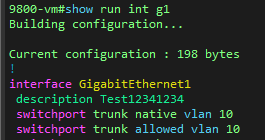 9800-vm#show run int g1
Building configuration...
Current configuration : 198 bytes
!
interface GigabitEthernet1
description Test12341234
switchport trunk native vlan 10
switchport trunk allowed vlan 10